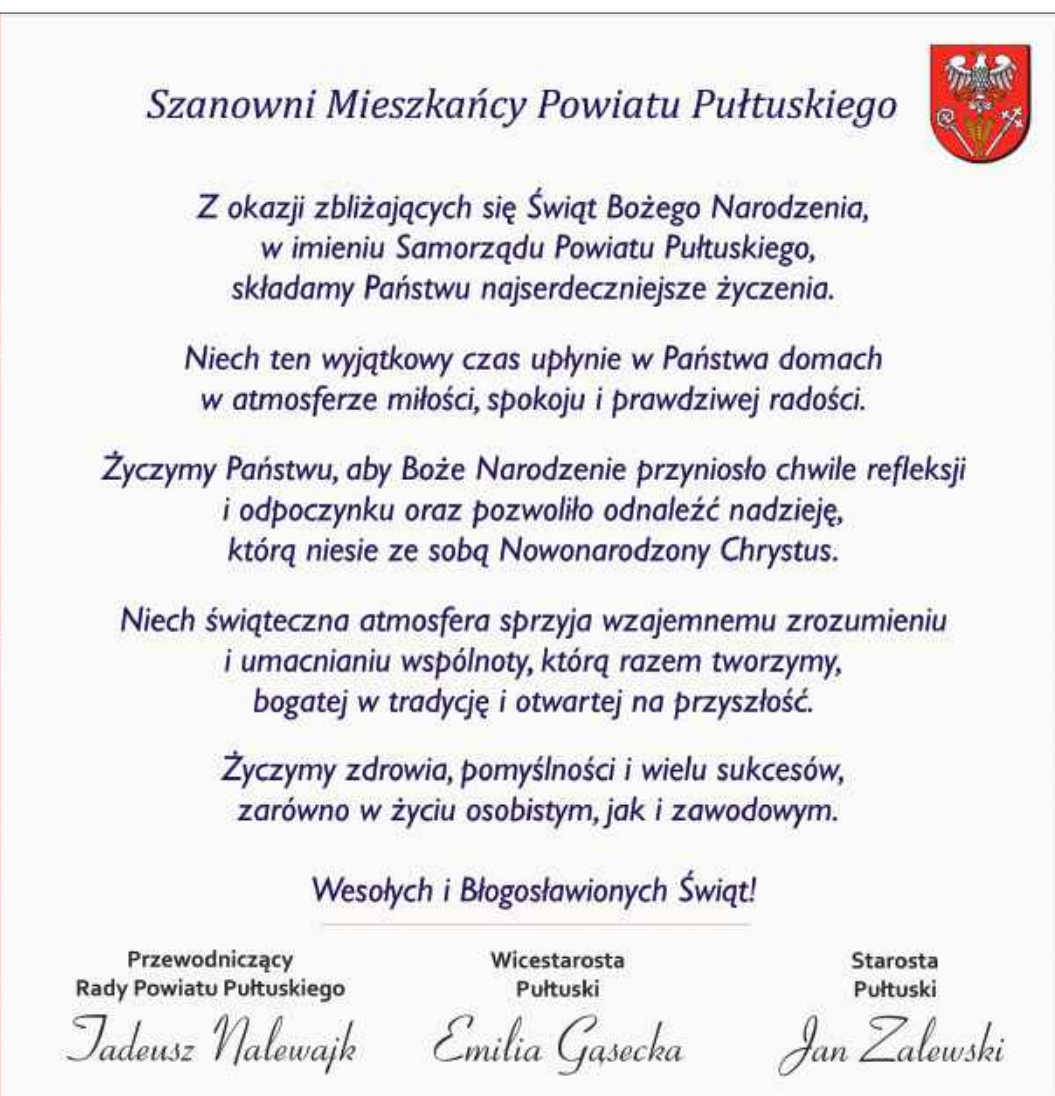 Szanowni Mieszkańcy Powiatu Pułtuskiego
Z okazji zbliżających się Świąt Bożego Narodzenia,
w imieniu Samorządu Powiatu Pułtuskiego,
składamy Państwu najserdeczniejsze życzenia.
Niech ten wyjątkowy czas upłynie w Państwa domach
w atmosferze miłości, spokoju i prawdziwej radości.
Życzymy Państwu, aby Boże Narodzenie przyniosło chwile refleksji
i odpoczynku oraz pozwoliło odnaleźć nadzieję,
którą niesie ze sobą Nowonarodzony Chrystus.
Niech świąteczna atmosfera sprzyja wzajemnemu zrozumieniu
i umacnianiu wspólnoty, którą razem tworzymy,
bogatej w tradycję i otwartej na przyszłość.
Życzymy zdrowia, pomyślności i wielu sukcesów,
zarówno w życiu osobistym, jak i zawodowym.
Wesołych i Błogosławionych Świąt!
Przewodniczący
Rady Powiatu Pułtuskiego
Tadeusz Nalewajk
Wicestarosta
Pułtuski
Emilia Gąsecka
Starosta
Pułtuski
Jan Zalewski